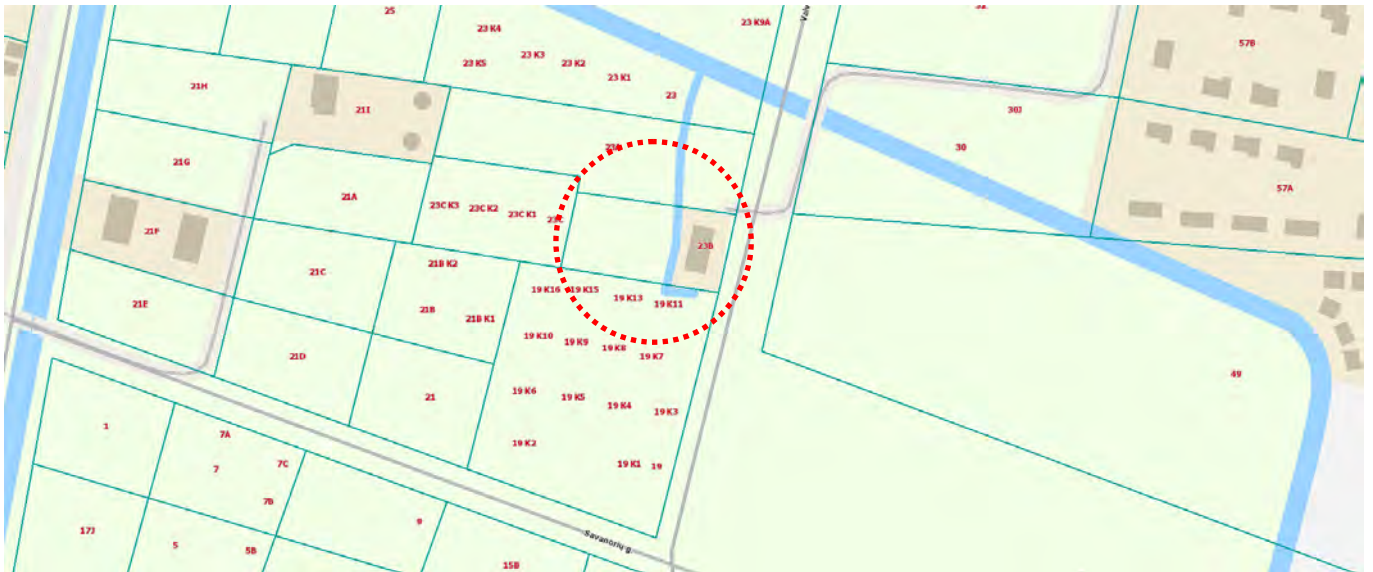 25
23 K4
23 K9A
Valv
57B
23 K3
23 K5
23 K2
23 K1
21H
23
21I
30J
30
23A
21G
57A
21A
23C K3
23C K2
23C K1
23C
21F
23B
21B K2
21C
21E
19 K16
19 K15
19 K13
19 K11
21B
21B K1
19 K10
19 K9
19 K8
19 K7
21D
49
21
19 K6
19 K5
19 K4
19 K3
1
7A
19 K2
7
7C
19 K1
19
7B
9
17J
5
5B
Savanorių g.
15B